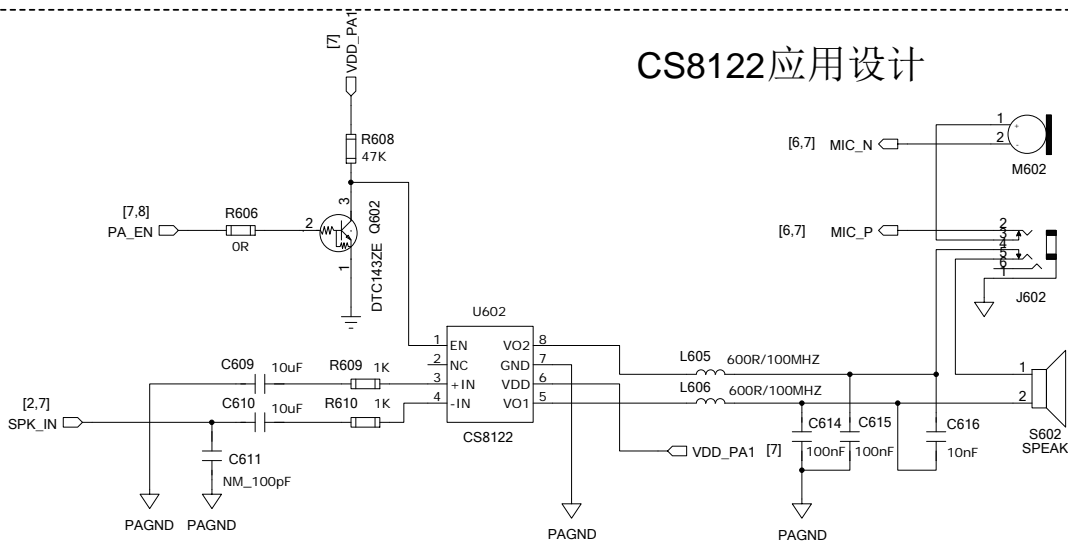 CS8122应用设计
[7]
VDD_PA1
R608
47K
[7,8]
PA_EN
R606
0R
2
3
1
Q602
DTC143ZE
[6,7]
MIC_N
1
2
+
-
M602
[6,7]
MIC_P
2
3
4
5
6
1
J602
U602
1
EN
2
NC
3
+IN
4
-IN
VO2
8
GND
7
VDD
6
VO1
5
CS8122
C609
10uF
R609
1K
C610
10uF
R610
1K
[2,7]
SPK_IN
C611
NM_100pF
PAGND
PAGND
PAGND
PAGND
L605
600R/100MHZ
L606
600R/100MHZ
VDD_PA1
[7]
C614
100nF
C615
100nF
C616
10nF
1
2
S602
SPEAK